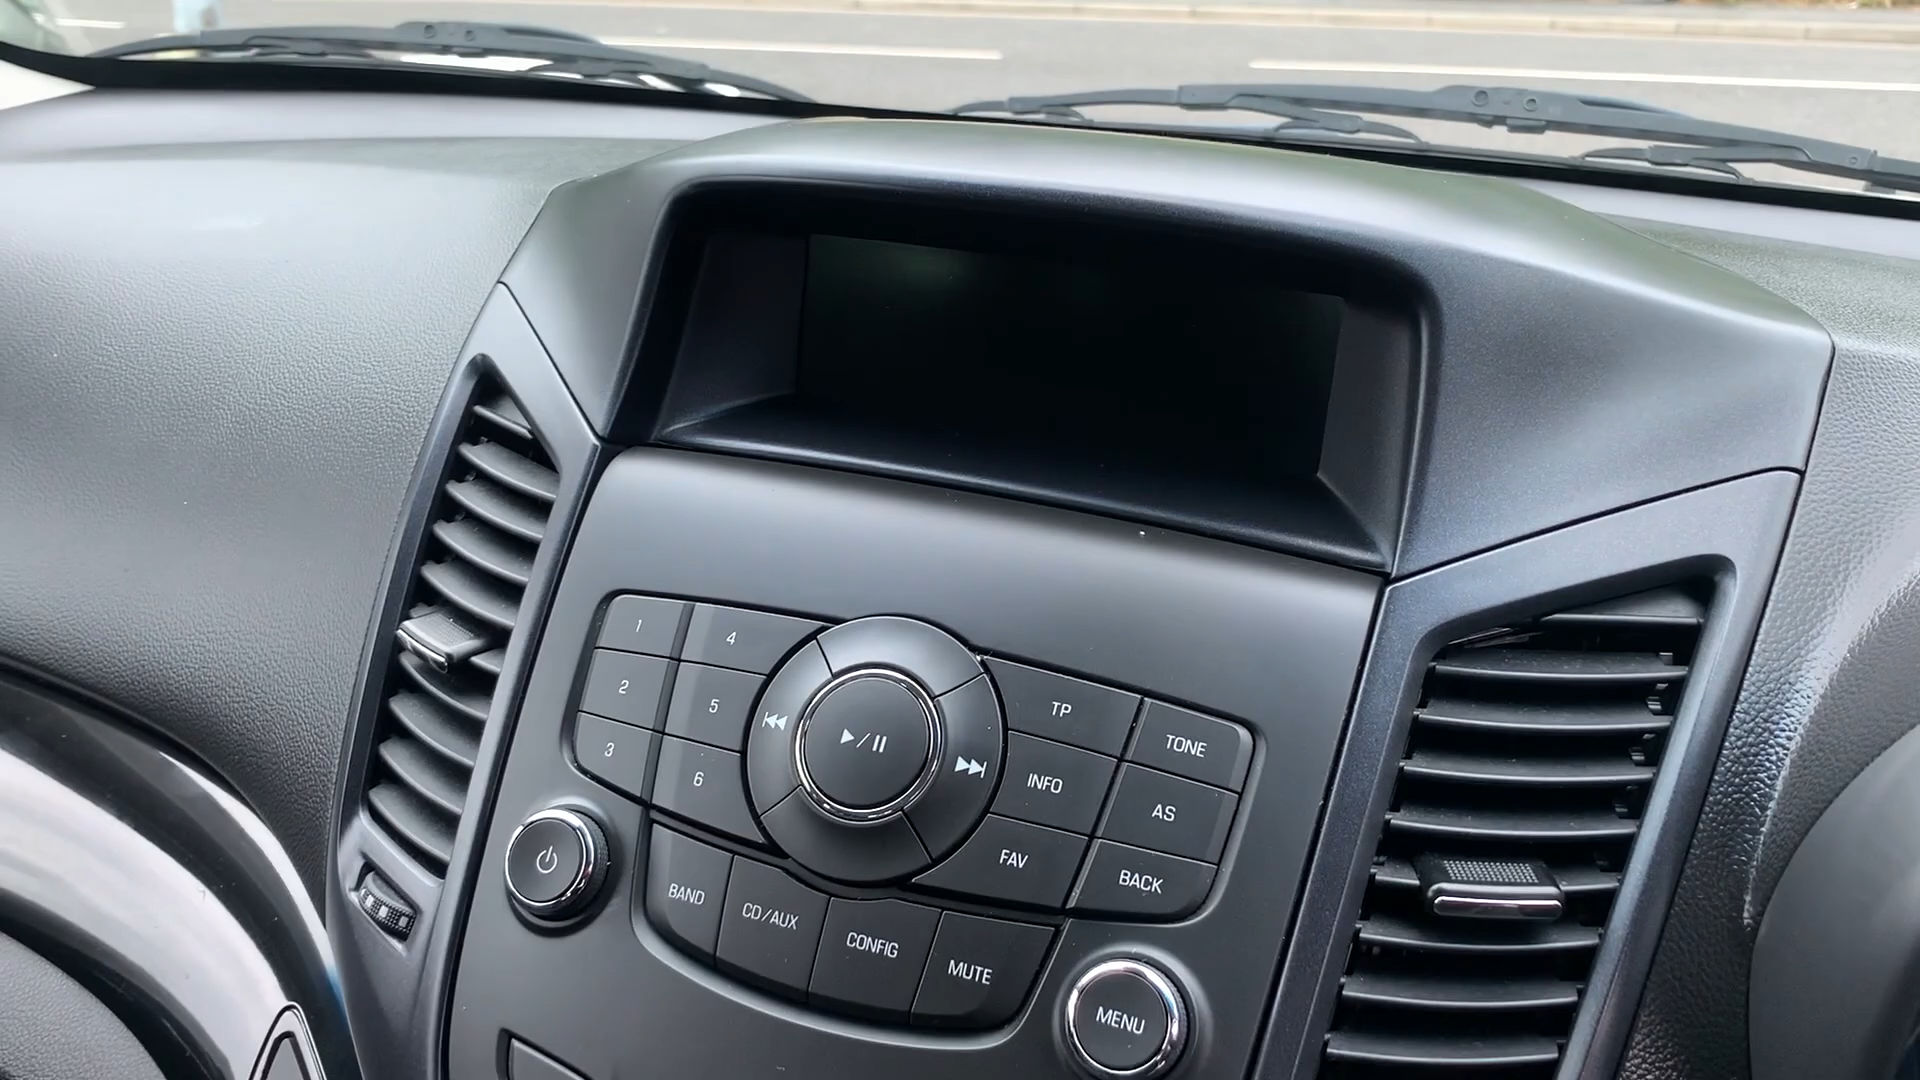 1
4
2
5
3
6
TP
TONE
INFO
AS
FAV
BACK
BAND
CD/AUX
CONFIG
MUTE
MENU